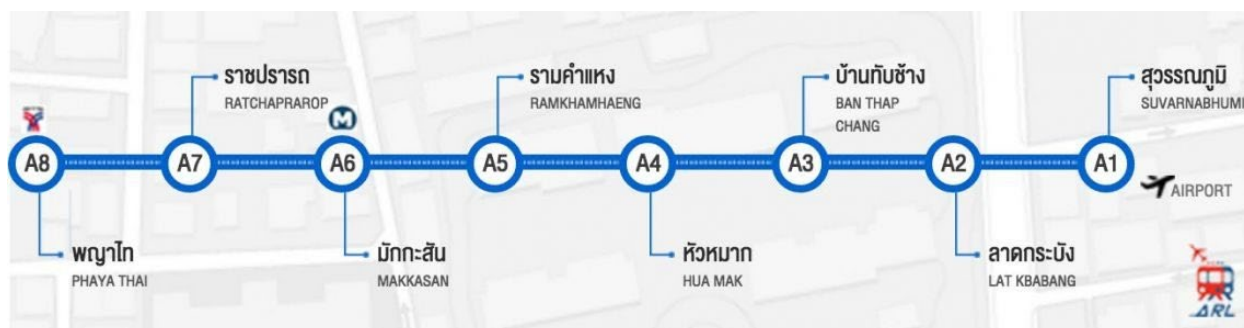 ราชปรารถ
RATCHAPRAROP
รามคำแหง
RAMKHAMHAENG
บ้านทับช้าง
BAN THAP
CHANG
สุวรรณภูมิ
SUVARNABHUMI
M
A8
A7
A6
A5
A4
A3
A2
A1
AIRPORT
พญาไท
PHAYA THAI
มักกะสัน
MAKKASAN
หัวหมาก
HUA MAK
ลาดกระบัง
LAT KBABANG
ARL